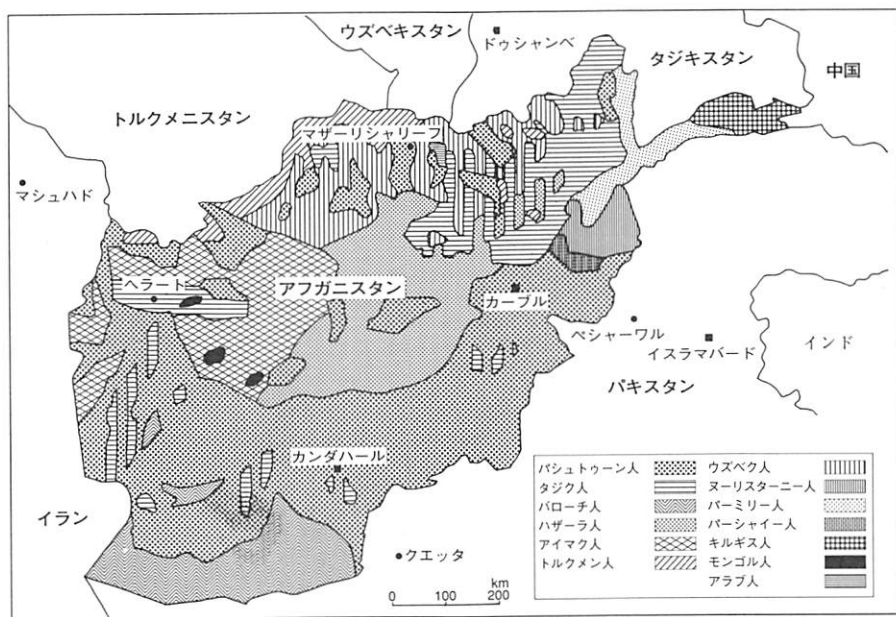 ウズベキスタン
ドゥシャンベ
タジキスタン
中国
トルクメニスタン
マザーリシャリーフ
マシュハド
ヘラート
アフガニスタン
カーブル
ペシャーワル
イスラマバード
インド
パキスタン
カンダハール
イラン
クエッタ
km
0 100 200
パシュトゥーン人
タジク人
バローチ人
ハザーラ人
アイマク人
トルクメン人
ウズベク人
ヌーリスターニー人
パーミリー人
パーシャイー人
キルギス人
モンゴル人
アラブ人